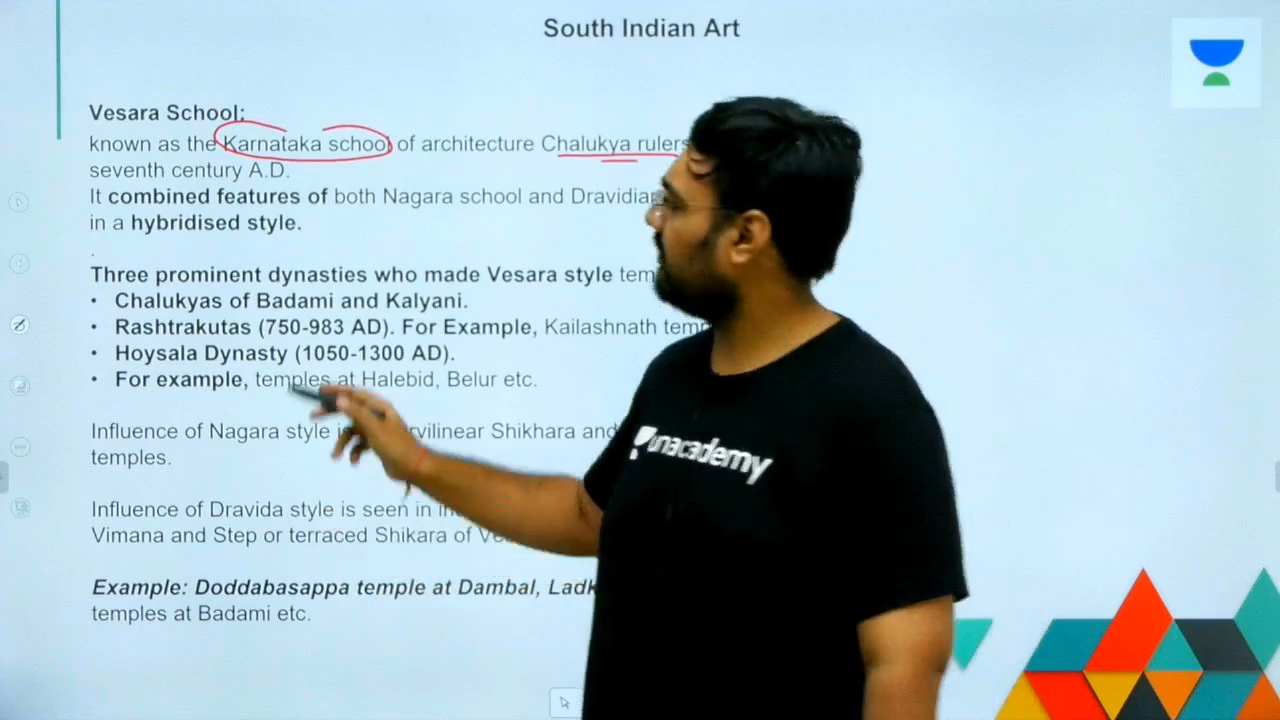 South Indian Art
Vesara School:
known as the Karnataka school of architecture Chalukya rulers
seventh century A.D.
It combined features of both Nagara school and Dravidian
in a hybridised style.
.
Three prominent dynasties who made Vesara style
• Chalukyas of Badami and Kalyani.
• Rashtrakutas (750-983 AD). For Example, Kailashnath
• Hoysala Dynasty (1050-1300 AD).
• For example, temples at Halebid, Belur etc.
Influence of Nagara style Shikhara and
temples.
Influence of Dravida style is seen in
Vimana and Step or terraced Shikara of
Example: Doddabasappa temple at Dambal,
temples at Badami etc.
unacademy